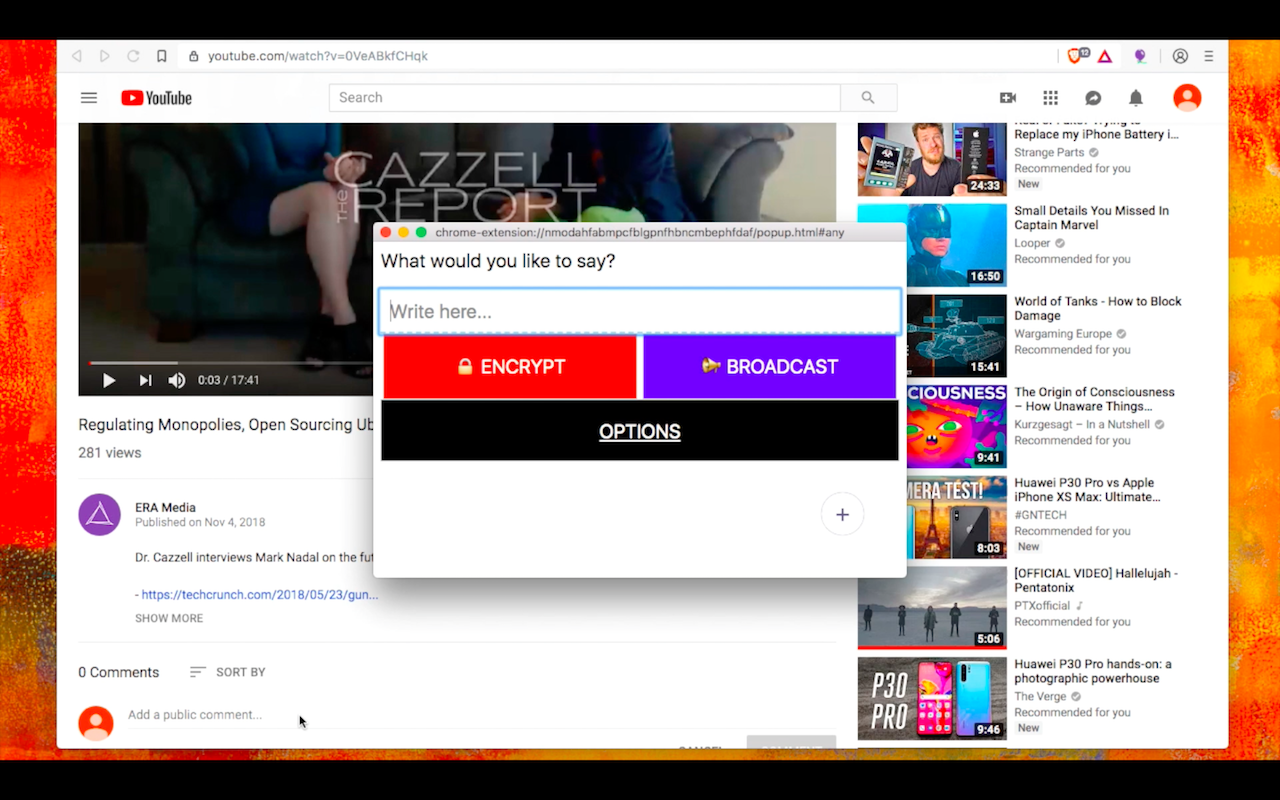 youtube.com/watch?v=0VeABkfCHqk
12
YouTube
Search
THE CAZZELL
REPORT
0:03 / 17:41
Regulating Monopolies, Open Sourcing Ub
281 views
ERA Media
Published on Nov 4, 2018
Dr. Cazzell interviews Mark Nadal on the fut
- https://techcrunch.com/2018/05/23/gun...
SHOW MORE
0 Comments
SORT BY
Add a public comment...
chrome-extension://nmodahfabmpcfblgpnfhbncmbephfdaf/popup.html#any
What would you like to say?
Write here...
🔒 ENCRYPT
📣 BROADCAST
OPTIONS
+
Replace my iPhone Battery i...
Strange Parts
Recommended for you
New
24:33
Small Details You Missed In
Captain Marvel
Looper
Recommended for you
16:50
World of Tanks - How to Block
Damage
Wargaming Europe
Recommended for you
15:41
CIOUSNESS
The Origin of Consciousness
– How Unaware Things...
Kurzgesagt – In a Nutshell
Recommended for you
9:41
MERA TEST!
Huawei P30 Pro vs Apple
iPhone XS Max: Ultimate...
#GNTECH
Recommended for you
New
8:03
[OFFICIAL VIDEO] Hallelujah -
Pentatonix
PTXofficial
Recommended for you
5:06
P30
PRO
Huawei P30 Pro hands-on: a
photographic powerhouse
The Verge
Recommended for you
New
9:46